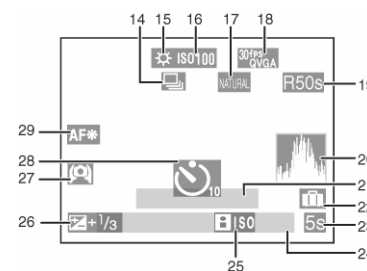 14 15 16 17 18
ISO100 30fps QVGA
NATURAL R50s
29 AF
28
27 10
26 +1/3 ISO 5s
25